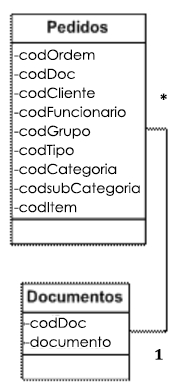 Pedidos
-codOrdem
-codDoc
-codCliente
-codFuncionario
-codGrupo
-codTipo
-codCategoria
-codsubCategoria
-codItem
*
Documentos
-codDoc
-documento
1